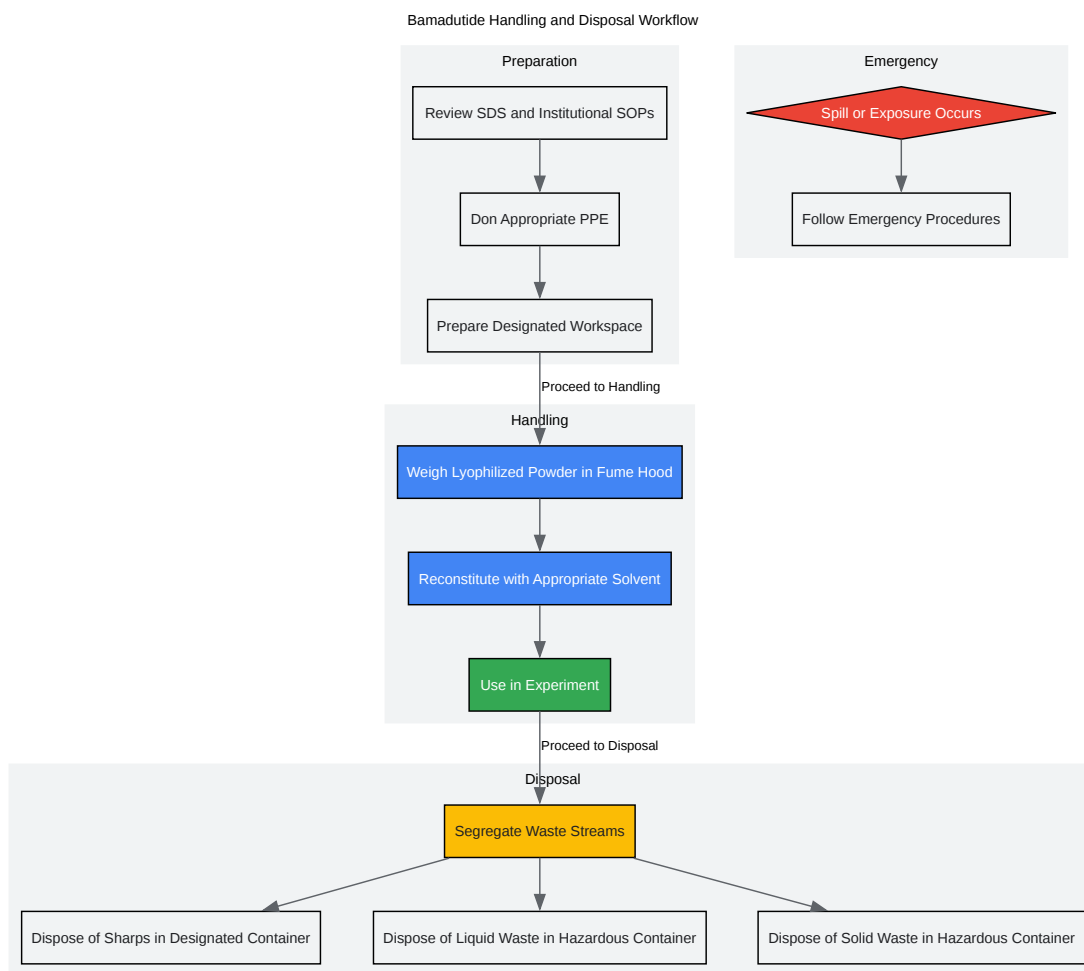 Bamadutide Handling and Disposal Workflow
Preparation
Review SDS and Institutional SOPs
Don Appropriate PPE
Prepare Designated Workspace
Emergency
Spill or Exposure Occurs
Follow Emergency Procedures
Proceed to Handling
Handling
Weigh Lyophilized Powder in Fume Hood
Reconstitute with Appropriate Solvent
Use in Experiment
Proceed to Disposal
Disposal
Segregate Waste Streams
Dispose of Sharps in Designated Container
Dispose of Liquid Waste in Hazardous Container
Dispose of Solid Waste in Hazardous Container